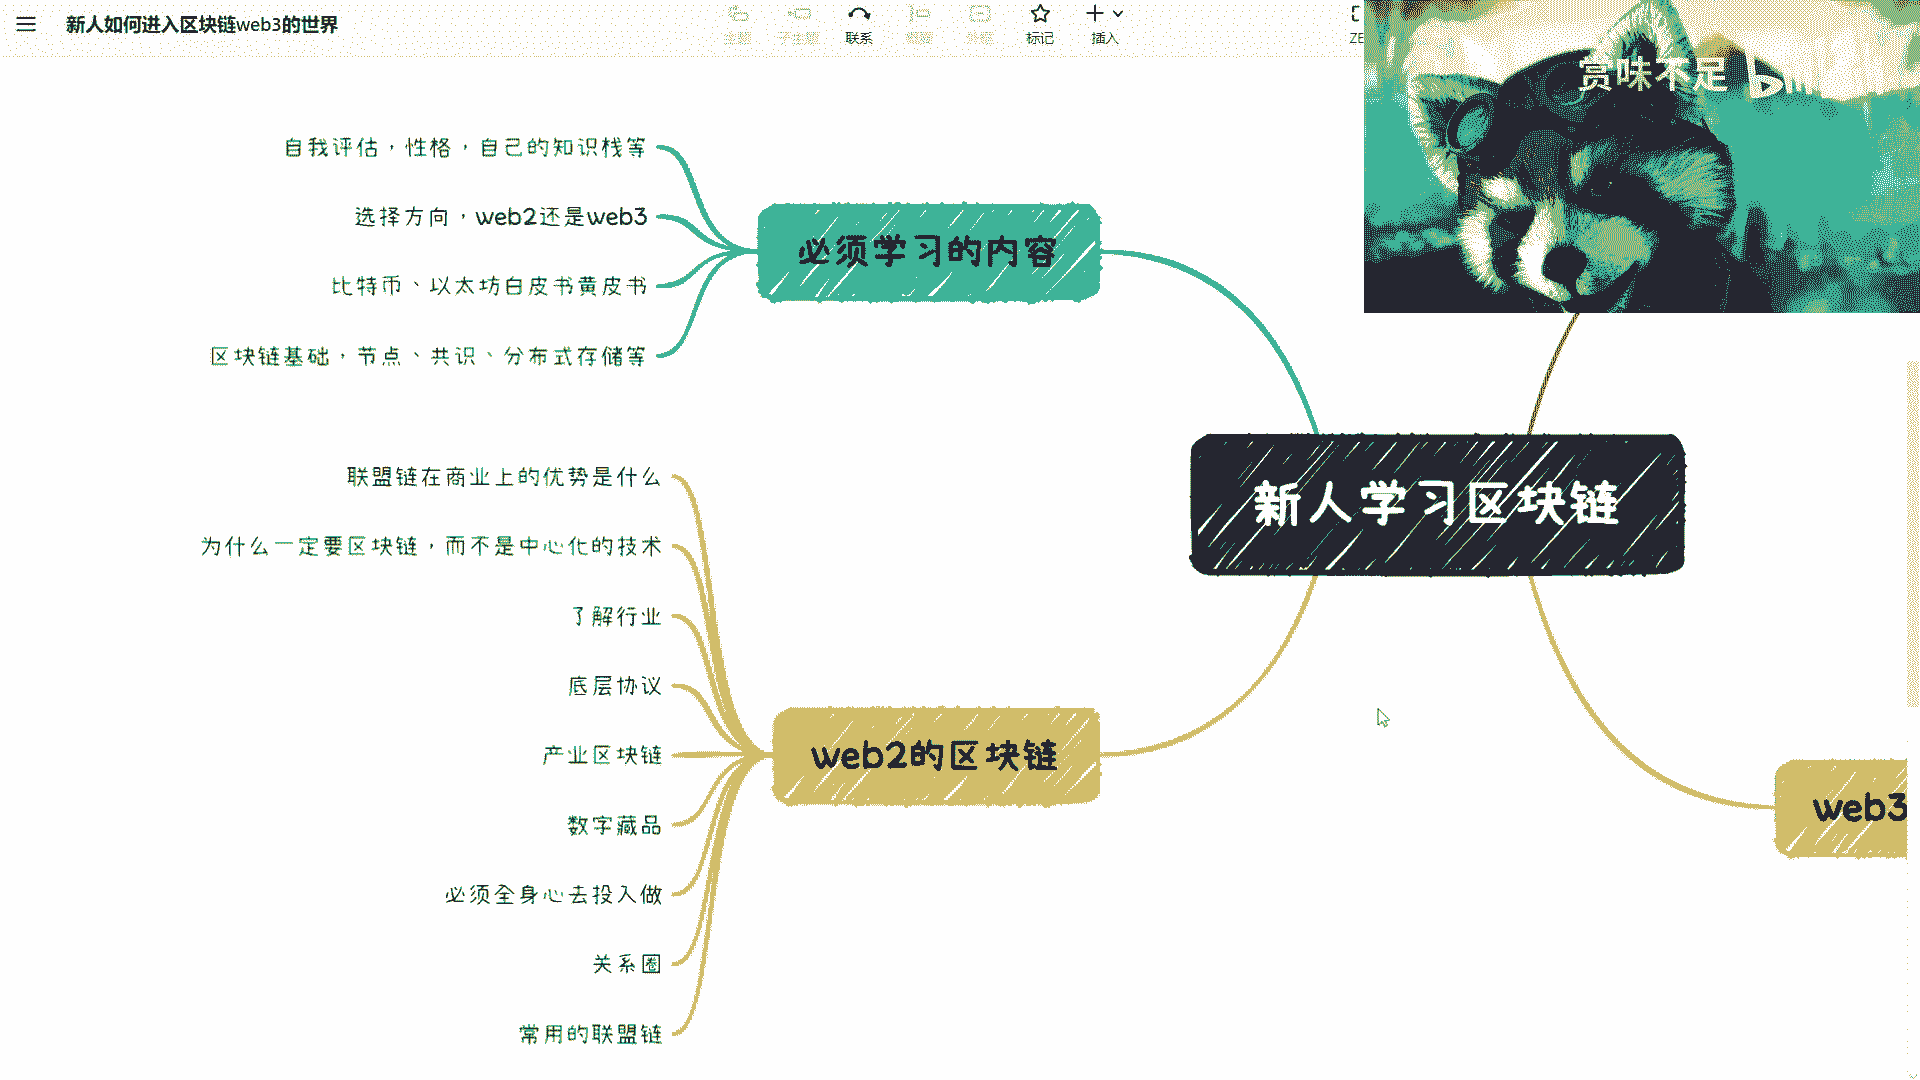 新人如何进入区块链web3的世界
主题
子主题
联系
概要
外框
标记
插入
ZE
赏味不足
自我评估，性格，自己的知识栈等
选择方向，web2还是web3
比特币、以太坊白皮书黄皮书
区块链基础，节点、共识、分布式存储等
必须学习的内容
新人学习区块链
联盟链在商业上的优势是什么
为什么一定要区块链，而不是中心化的技术
了解行业
底层协议
产业区块链
数字藏品
必须全身心去投入做
关系圈
常用的联盟链
web2的区块链
web3